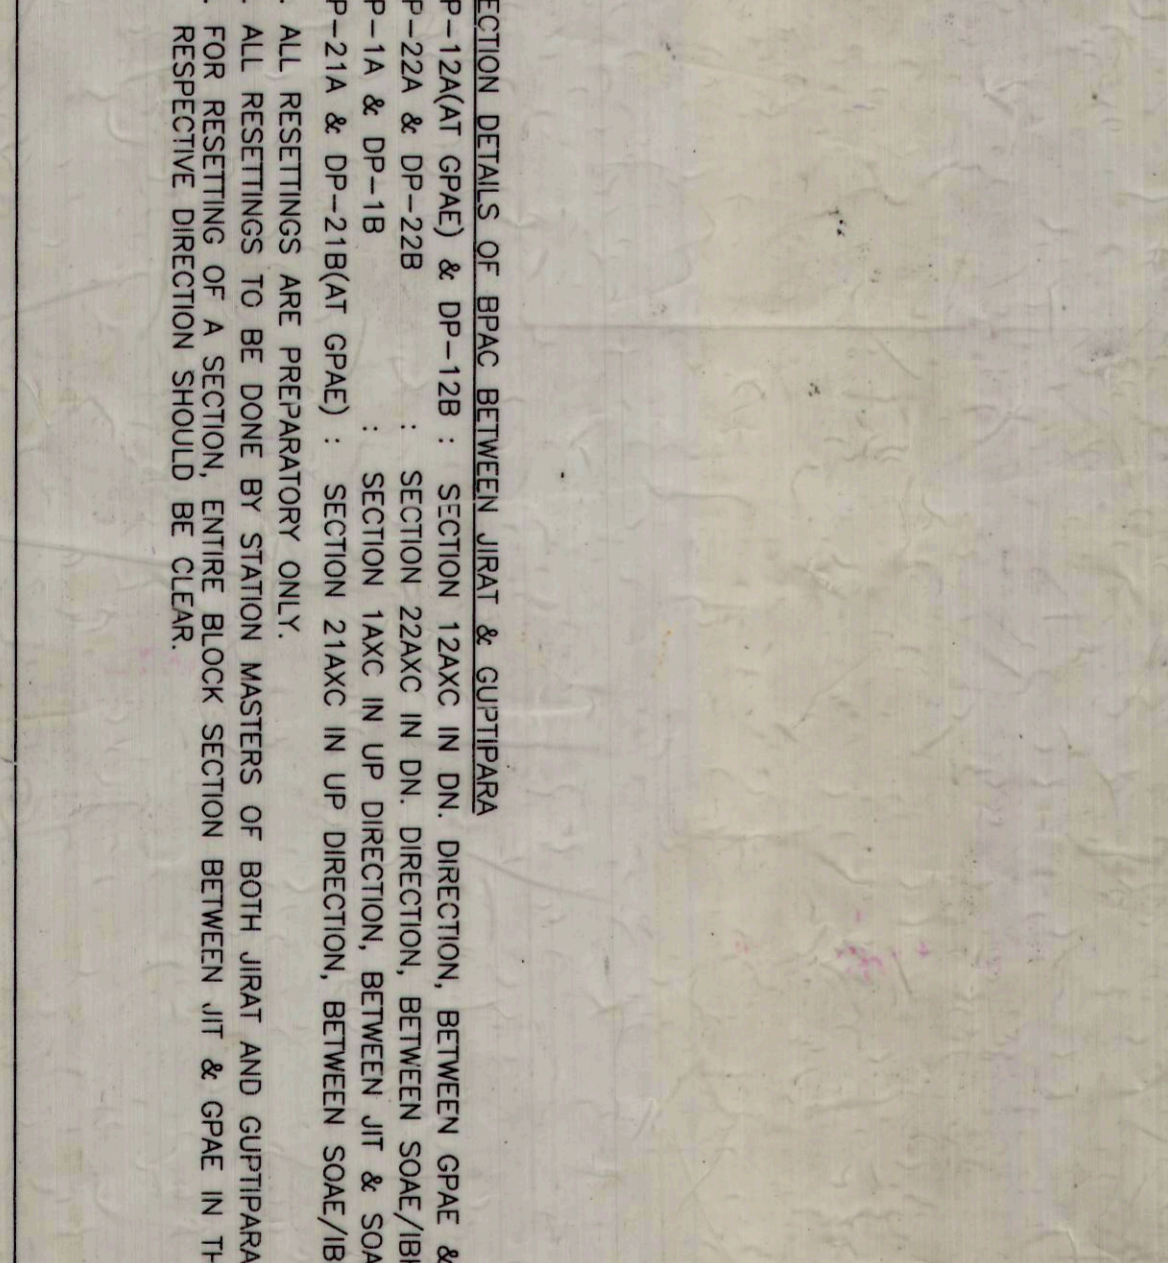 ECTION DETAILS OF BPAC BETWEEN JIRAT & GUPTIPARA
P-12A(AT GPAE) & DP-12B : SECTION 12AXC IN DN. DIRECTION, BETWEEN GPAE &
P-22A & DP-22B : SECTION 22AXC IN DN. DIRECTION, BETWEEN SOAE/IBH
P-1A & DP-1B : SECTION 1AXC IN UP DIRECTION, BETWEEN JIT & SOA
P-21A & DP-21B(AT GPAE) : SECTION 21AXC IN UP DIRECTION, BETWEEN SOAE/IB
. ALL RESETTINGS ARE PREPARATORY ONLY.
. ALL RESETTINGS TO BE DONE BY STATION MASTERS OF BOTH JIRAT AND GUPTIPARA
. FOR RESETTING OF A SECTION, ENTIRE BLOCK SECTION BETWEEN JIT & GPAE IN TH
RESPECTIVE DIRECTION SHOULD BE CLEAR.